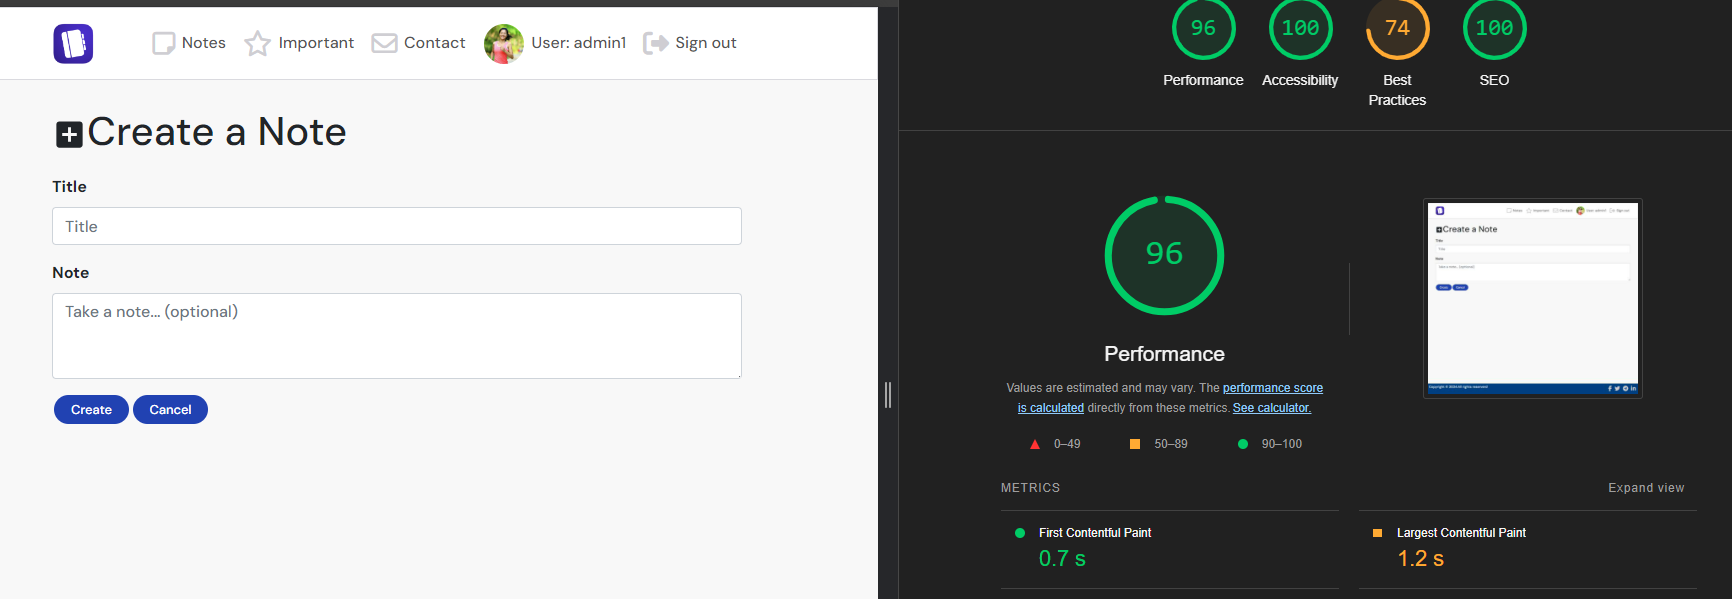 Notes Important Contact User: admin1 Sign out
Create a Note
Title
Title
Note
Take a note... (optional)
Create Cancel
96 100 74 100
Performance Accessibility Best Practices SEO
96
Performance
Values are estimated and may vary. The performance score
is calculated directly from these metrics. See calculator.
0–49 50–89 90–100
METRICS Expand view
First Contentful Paint
0.7 s
Largest Contentful Paint
1.2 s
Create a Note